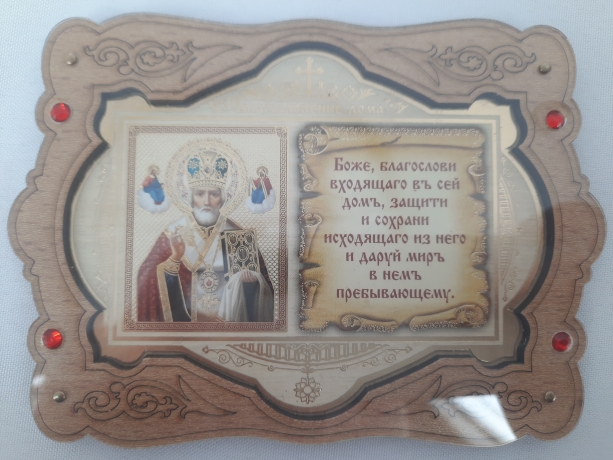 Боже, благослови
входящаго въ сей
домъ, защити
и сохрани
исходящаго из него
и даруй миръ
в немъ
пребывающему.